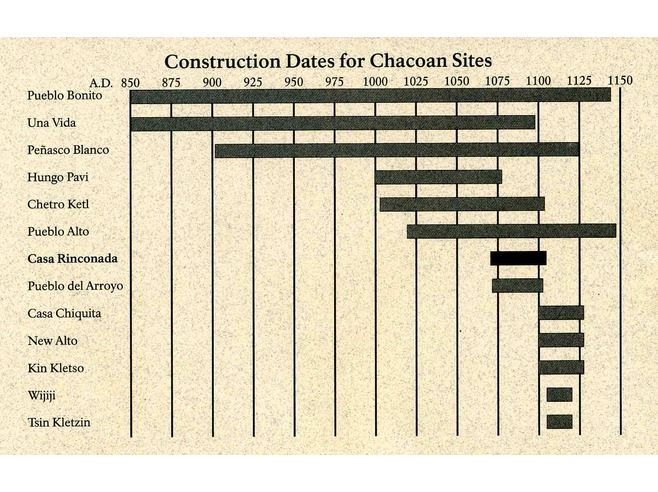 Construction Dates for Chacoan Sites
A.D. 850 875 900 925 950 975 1000 1025 1050 1075 1100 1125 1150
Pueblo Bonito
Una Vida
Peñasco Blanco
Hungo Pavi
Chetro Ketl
Pueblo Alto
Casa Rinconada
Pueblo del Arroyo
Casa Chiquita
New Alto
Kin Kletso
Wijiji
Tsin Kletzin